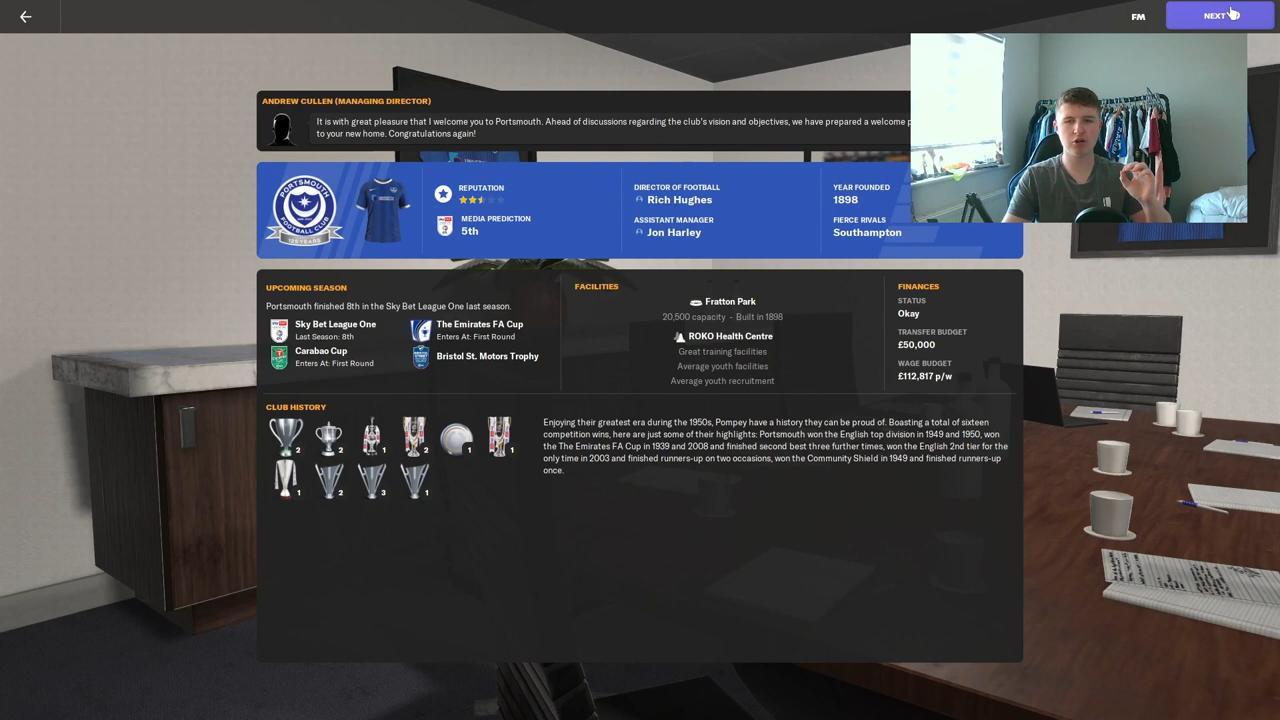 FM
NEXT
ANDREW CULLEN (MANAGING DIRECTOR)
It is with great pleasure that I welcome you to Portsmouth. Ahead of discussions regarding the club's vision and objectives, we have prepared a welcome
to your new home. Congratulations again!
PORTSMOUTH
FOOTBALL CLUB
125 YEARS
REPUTATION
MEDIA PREDICTION
5th
DIRECTOR OF FOOTBALL
Rich Hughes
ASSISTANT MANAGER
Jon Harley
YEAR FOUNDED
1898
FIERCE RIVALS
Southampton
UPCOMING SEASON
Portsmouth finished 8th in the Sky Bet League One last season.
Sky Bet League One
Last Season: 8th
The Emirates FA Cup
Enters At: First Round
Carabao Cup
Enters At: First Round
Bristol St. Motors Trophy
FACILITIES
Fratton Park
20,500 capacity - Built in 1898
ROKO Health Centre
Great training facilities
Average youth facilities
Average youth recruitment
FINANCES
STATUS
Okay
TRANSFER BUDGET
£50,000
WAGE BUDGET
£112,817 p/w
CLUB HISTORY
2 2 1 2 1 1
1 2 3 1
Enjoying their greatest era during the 1950s, Pompey have a history they can be proud of. Boasting a total of sixteen
competition wins, here are just some of their highlights: Portsmouth won the English top division in 1949 and 1950, won
the The Emirates FA Cup in 1939 and 2008 and finished second best three further times, won the English 2nd tier for the
only time in 2003 and finished runners-up on two occasions, won the Community Shield in 1949 and finished runners-up
once.